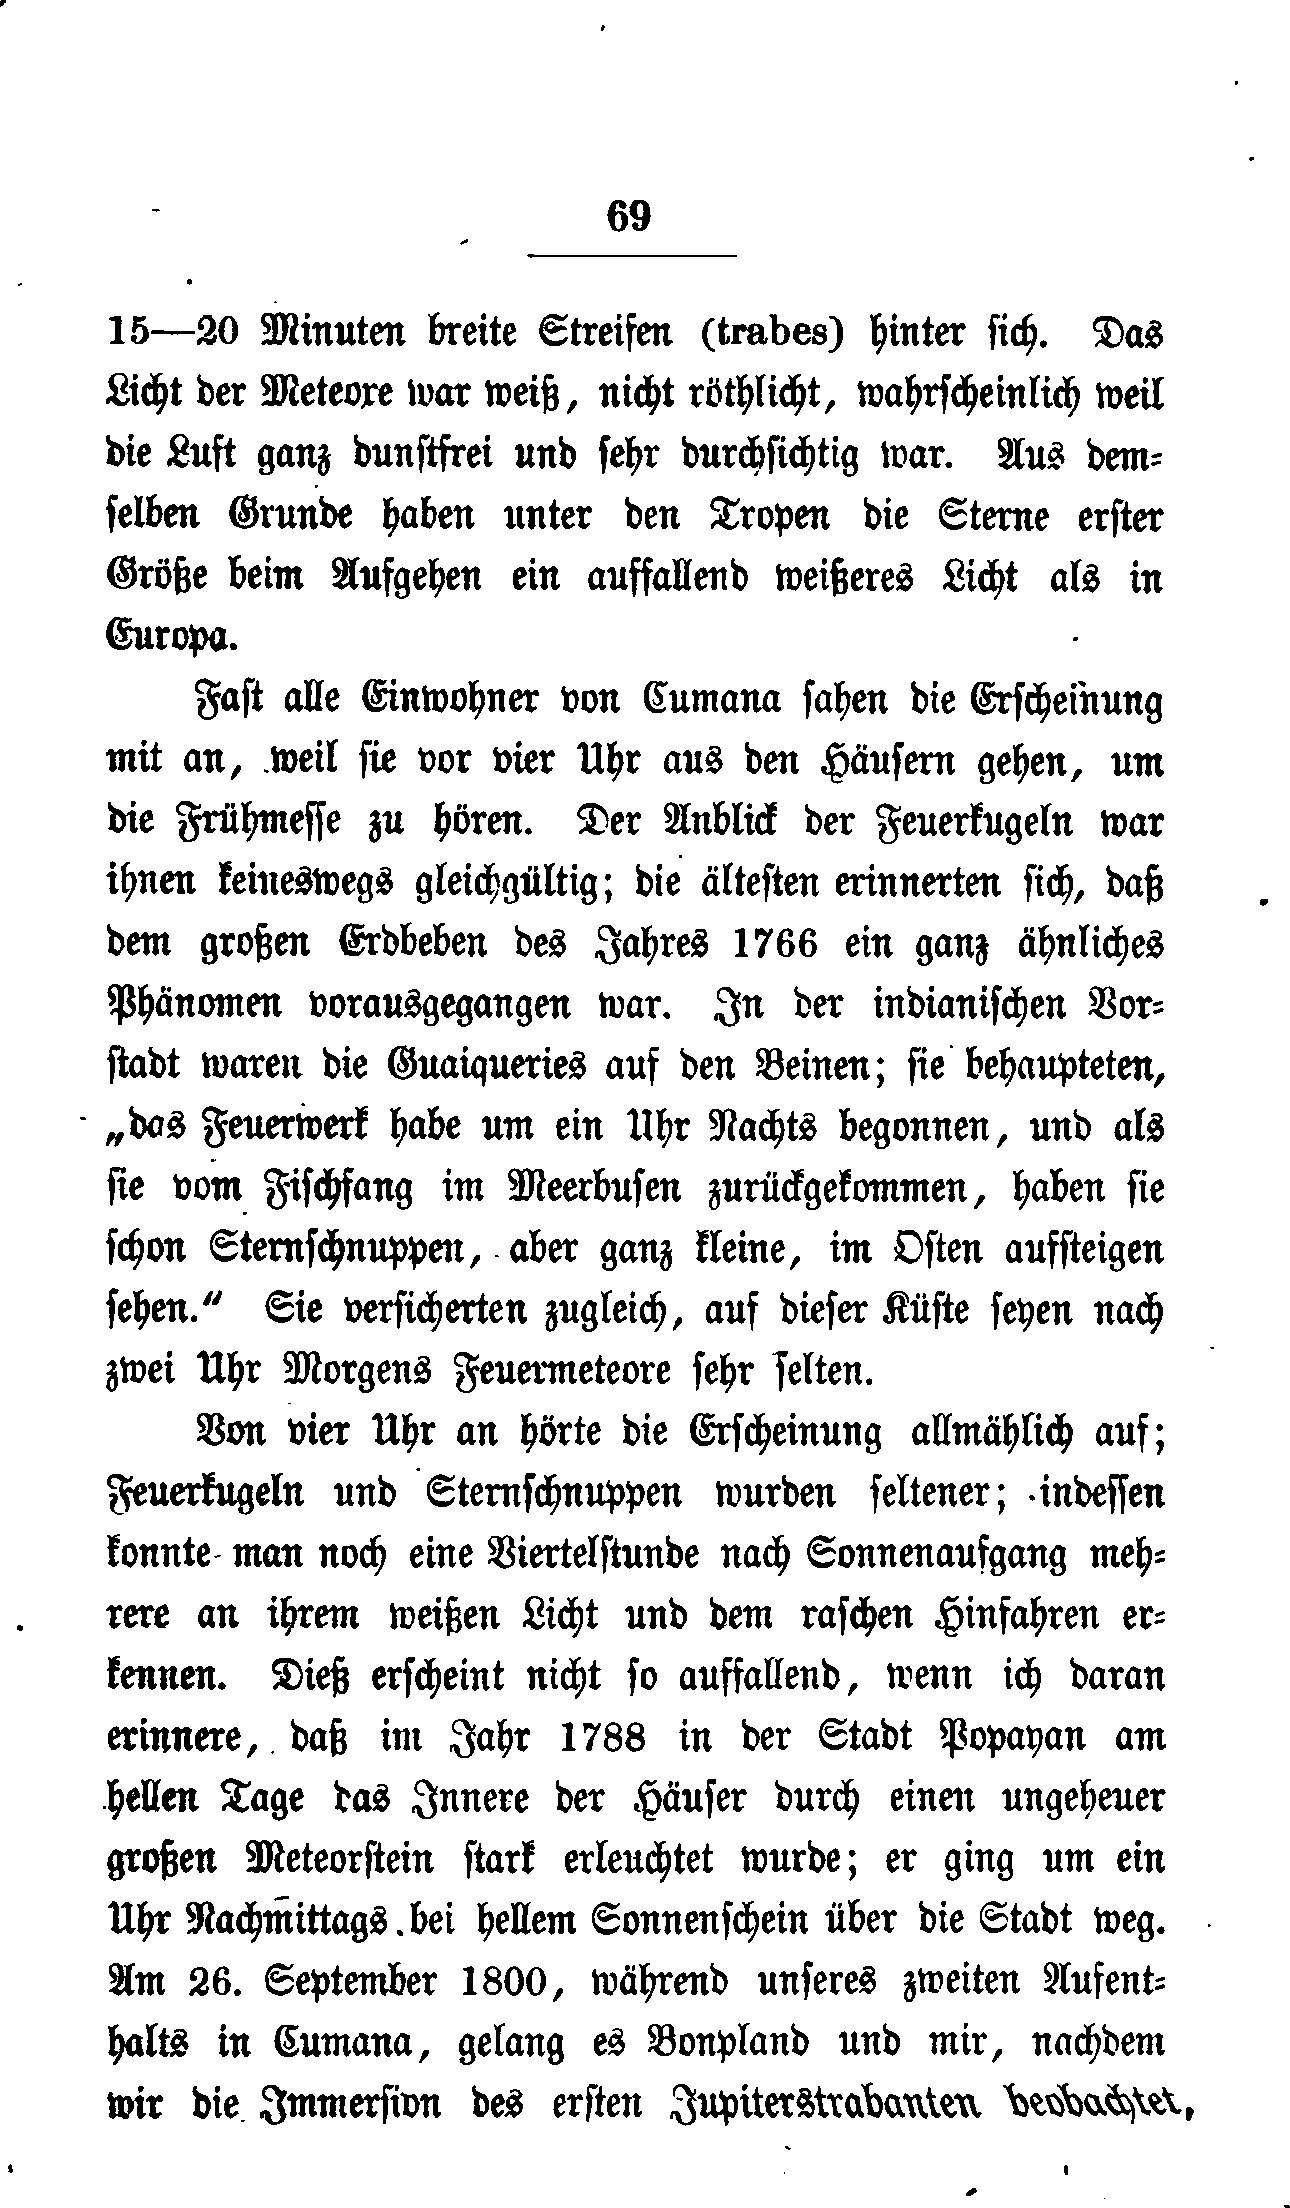 69
15—20 Minuten breite Streifen (trabes) hinter sich. Das
Licht der Meteore war weiß, nicht röthlicht, wahrscheinlich weil
die Luft ganz dunstfrei und sehr durchsichtig war. Aus dem-
selben Grunde haben unter den Tropen die Sterne erster
Größe beim Aufgehen ein auffallend weißeres Licht als in
Europa.
Fast alle Einwohner von Cumana sahen die Erscheinung
mit an, weil sie vor vier Uhr aus den Häusern gehen, um
die Frühmesse zu hören. Der Anblick der Feuerkugeln war
ihnen keineswegs gleichgültig; die ältesten erinnerten sich, daß
dem großen Erdbeben des Jahres 1766 ein ganz ähnliches
Phänomen vorausgegangen war. In der indianischen Vor-
stadt waren die Guaiqueries auf den Beinen; sie behaupteten,
„das Feuerwerk habe um ein Uhr Nachts begonnen, und als
sie vom Fischfang im Meerbusen zurückgekommen, haben sie
schon Sternschnuppen, aber ganz kleine, im Osten aufsteigen
sehen.“ Sie versicherten zugleich, auf dieser Küste seyen nach
zwei Uhr Morgens Feuermeteore sehr selten.
Von vier Uhr an hörte die Erscheinung allmählich auf;
Feuerkugeln und Sternschnuppen wurden seltener; indessen
konnte man noch eine Viertelstunde nach Sonnenaufgang meh-
rere an ihrem weißen Licht und dem raschen Hinfahren er-
kennen. Dieß erscheint nicht so auffallend, wenn ich daran
erinnere, daß im Jahr 1788 in der Stadt Popayan am
hellen Tage das Innere der Häuser durch einen ungeheuer
großen Meteorstein stark erleuchtet wurde; er ging um ein
Uhr Nachmittags bei hellem Sonnenschein über die Stadt weg.
Am 26. September 1800, während unseres zweiten Aufent-
halts in Cumana, gelang es Bonpland und mir, nachdem
wir die Immersion des ersten Jupiterstrabanten beobachtet,